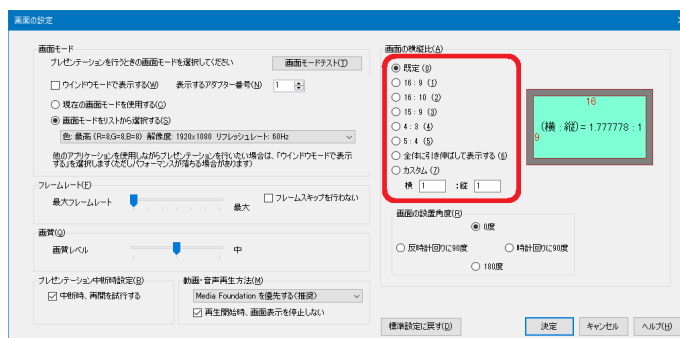 画面の設定
画面モード
プレゼンテーションを行うときの画面モードを選択してください
画面モードテスト(T)
ウインドウモードで表示する(W)
表示するアダプター番号(N)
1
現在の画面モードを使用する(C)
画面モードをリストから選択する(S)
色: 最高 (R=8,G=8,B=8) 解像度: 1920x1080 リフレッシュレート: 60Hz
他のアプリケーションを使用しながらプレゼンテーションを行いたい場合は、「ウインドウモードで表示
する」を選択します(ただしパフォーマンスが落ちる場合があります)
フレームレート(F)
最大フレームレート
最大
フレームスキップを行わない
画質(Q)
画質レベル
中
プレゼンテーション中断時設定(B)
中断時、再開を試行する
動画・音声再生方法(M)
Media Foundation を優先する(推奨)
再生開始時、画面表示を停止しない
画面の横縦比(A)
既定 (0)
16 : 9 (1)
16 : 10 (2)
15 : 9 (3)
4 : 3 (4)
5 : 4 (5)
全体に引き伸ばして表示する (6)
カスタム (7)
横 1 :縦 1
16
9
(横 : 縦) = 1.777778 : 1
画面の設置角度(R)
0度
反時計回りに90度
時計回りに90度
180度
標準設定に戻す(D)
決定
キャンセル
ヘルプ(H)